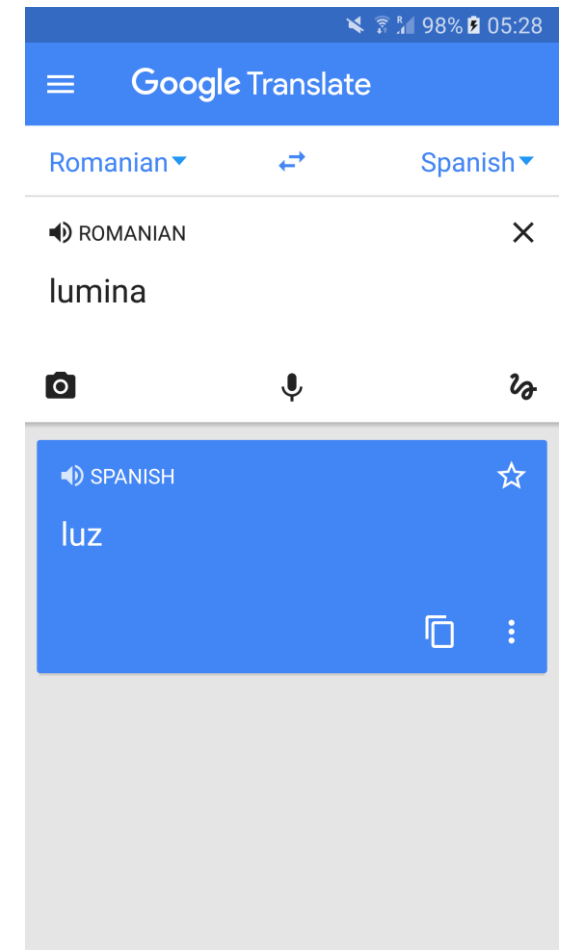 R 98% 05:28
Google Translate
Romanian Spanish
ROMANIAN
lumina
SPANISH
luz